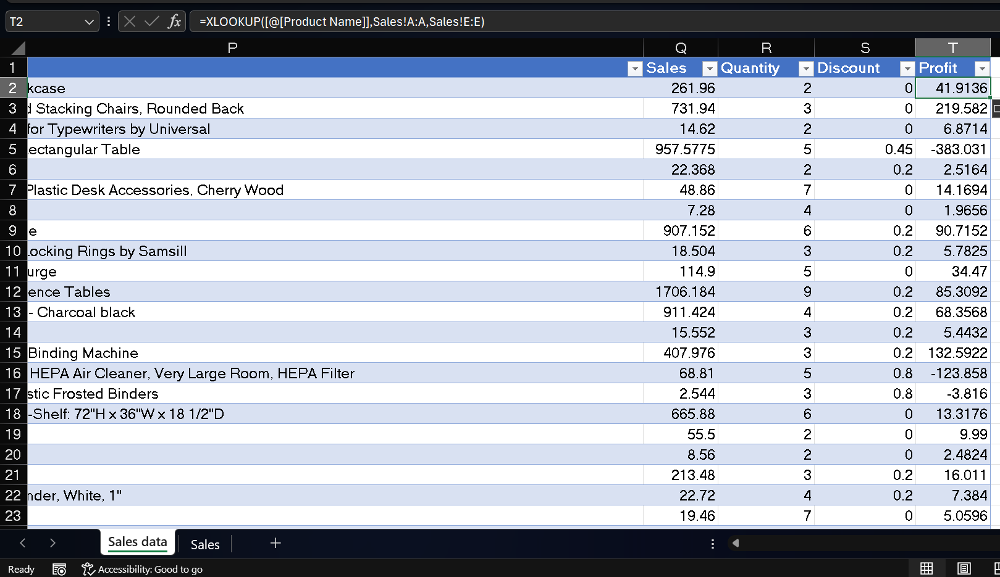 T2 fx =XLOOKUP([@[Product Name]],Sales!A:A,Sales!E:E)
P Q R S T
1 Sales Quantity Discount Profit
2 kcase 261.96 2 0 41.9136
3 d Stacking Chairs, Rounded Back 731.94 3 0 219.582
4 for Typewriters by Universal 14.62 2 0 6.8714
5 ectangular Table 957.5775 5 0.45 -383.031
6 22.368 2 0.2 2.5164
7 Plastic Desk Accessories, Cherry Wood 48.86 7 0 14.1694
8 7.28 4 0 1.9656
9 e 907.152 6 0.2 90.7152
10 Locking Rings by Samsill 18.504 3 0.2 5.7825
11 urge 114.9 5 0 34.47
12 ence Tables 1706.184 9 0.2 85.3092
13 - Charcoal black 911.424 4 0.2 68.3568
14 15.552 3 0.2 5.4432
15 Binding Machine 407.976 3 0.2 132.5922
16 HEPA Air Cleaner, Very Large Room, HEPA Filter 68.81 5 0.8 -123.858
17 stic Frosted Binders 2.544 3 0.8 -3.816
18 -Shelf: 72"H x 36"W x 18 1/2"D 665.88 6 0 13.3176
19 55.5 2 0 9.99
20 8.56 2 0 2.4824
21 213.48 3 0.2 16.011
22 nder, White, 1" 22.72 4 0.2 7.384
23 19.46 7 0 5.0596
Sales data Sales
Ready Accessibility: Good to go